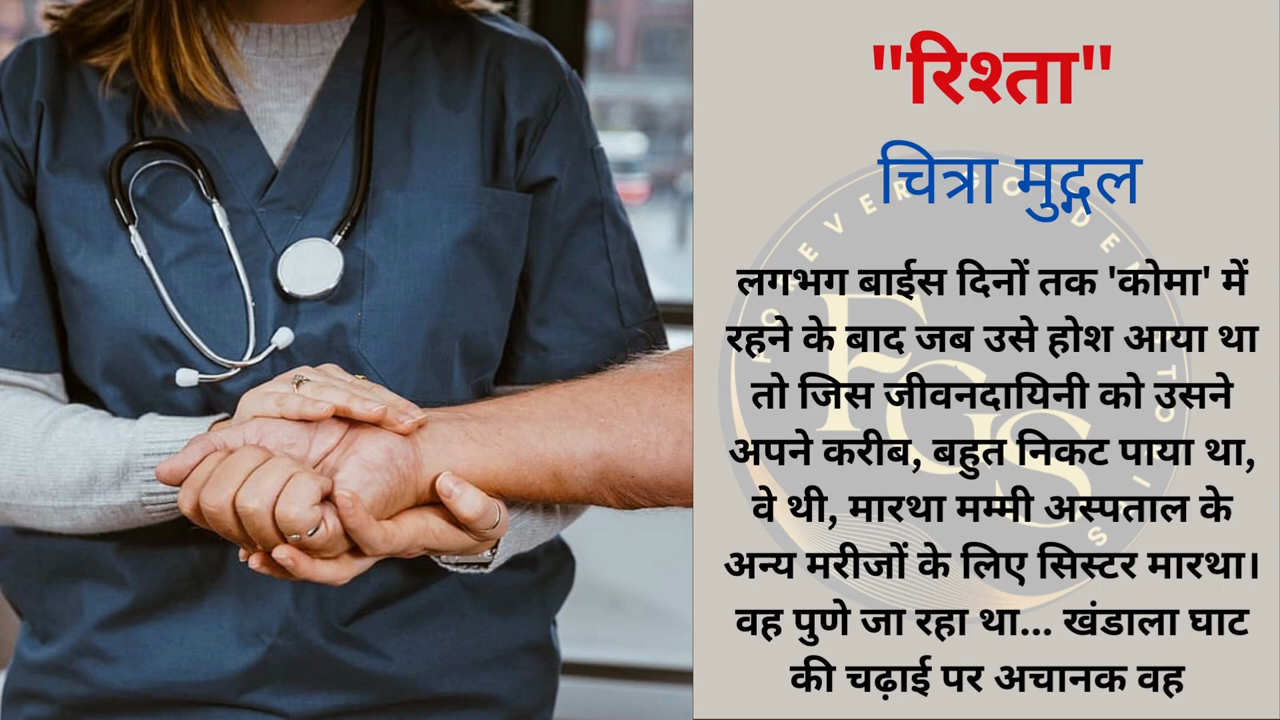 "रिश्ता"
चित्रा मुद्गल
लगभग बाईस दिनों तक 'कोमा' में
रहने के बाद जब उसे होश आया था
तो जिस जीवनदायिनी को उसने
अपने करीब, बहुत निकट पाया था,
वे थी, मारथा मम्मी अस्पताल के
अन्य मरीजों के लिए सिस्टर मारथा।
वह पुणे जा रहा था... खंडाला घाट
की चढ़ाई पर अचानक वह
FGS